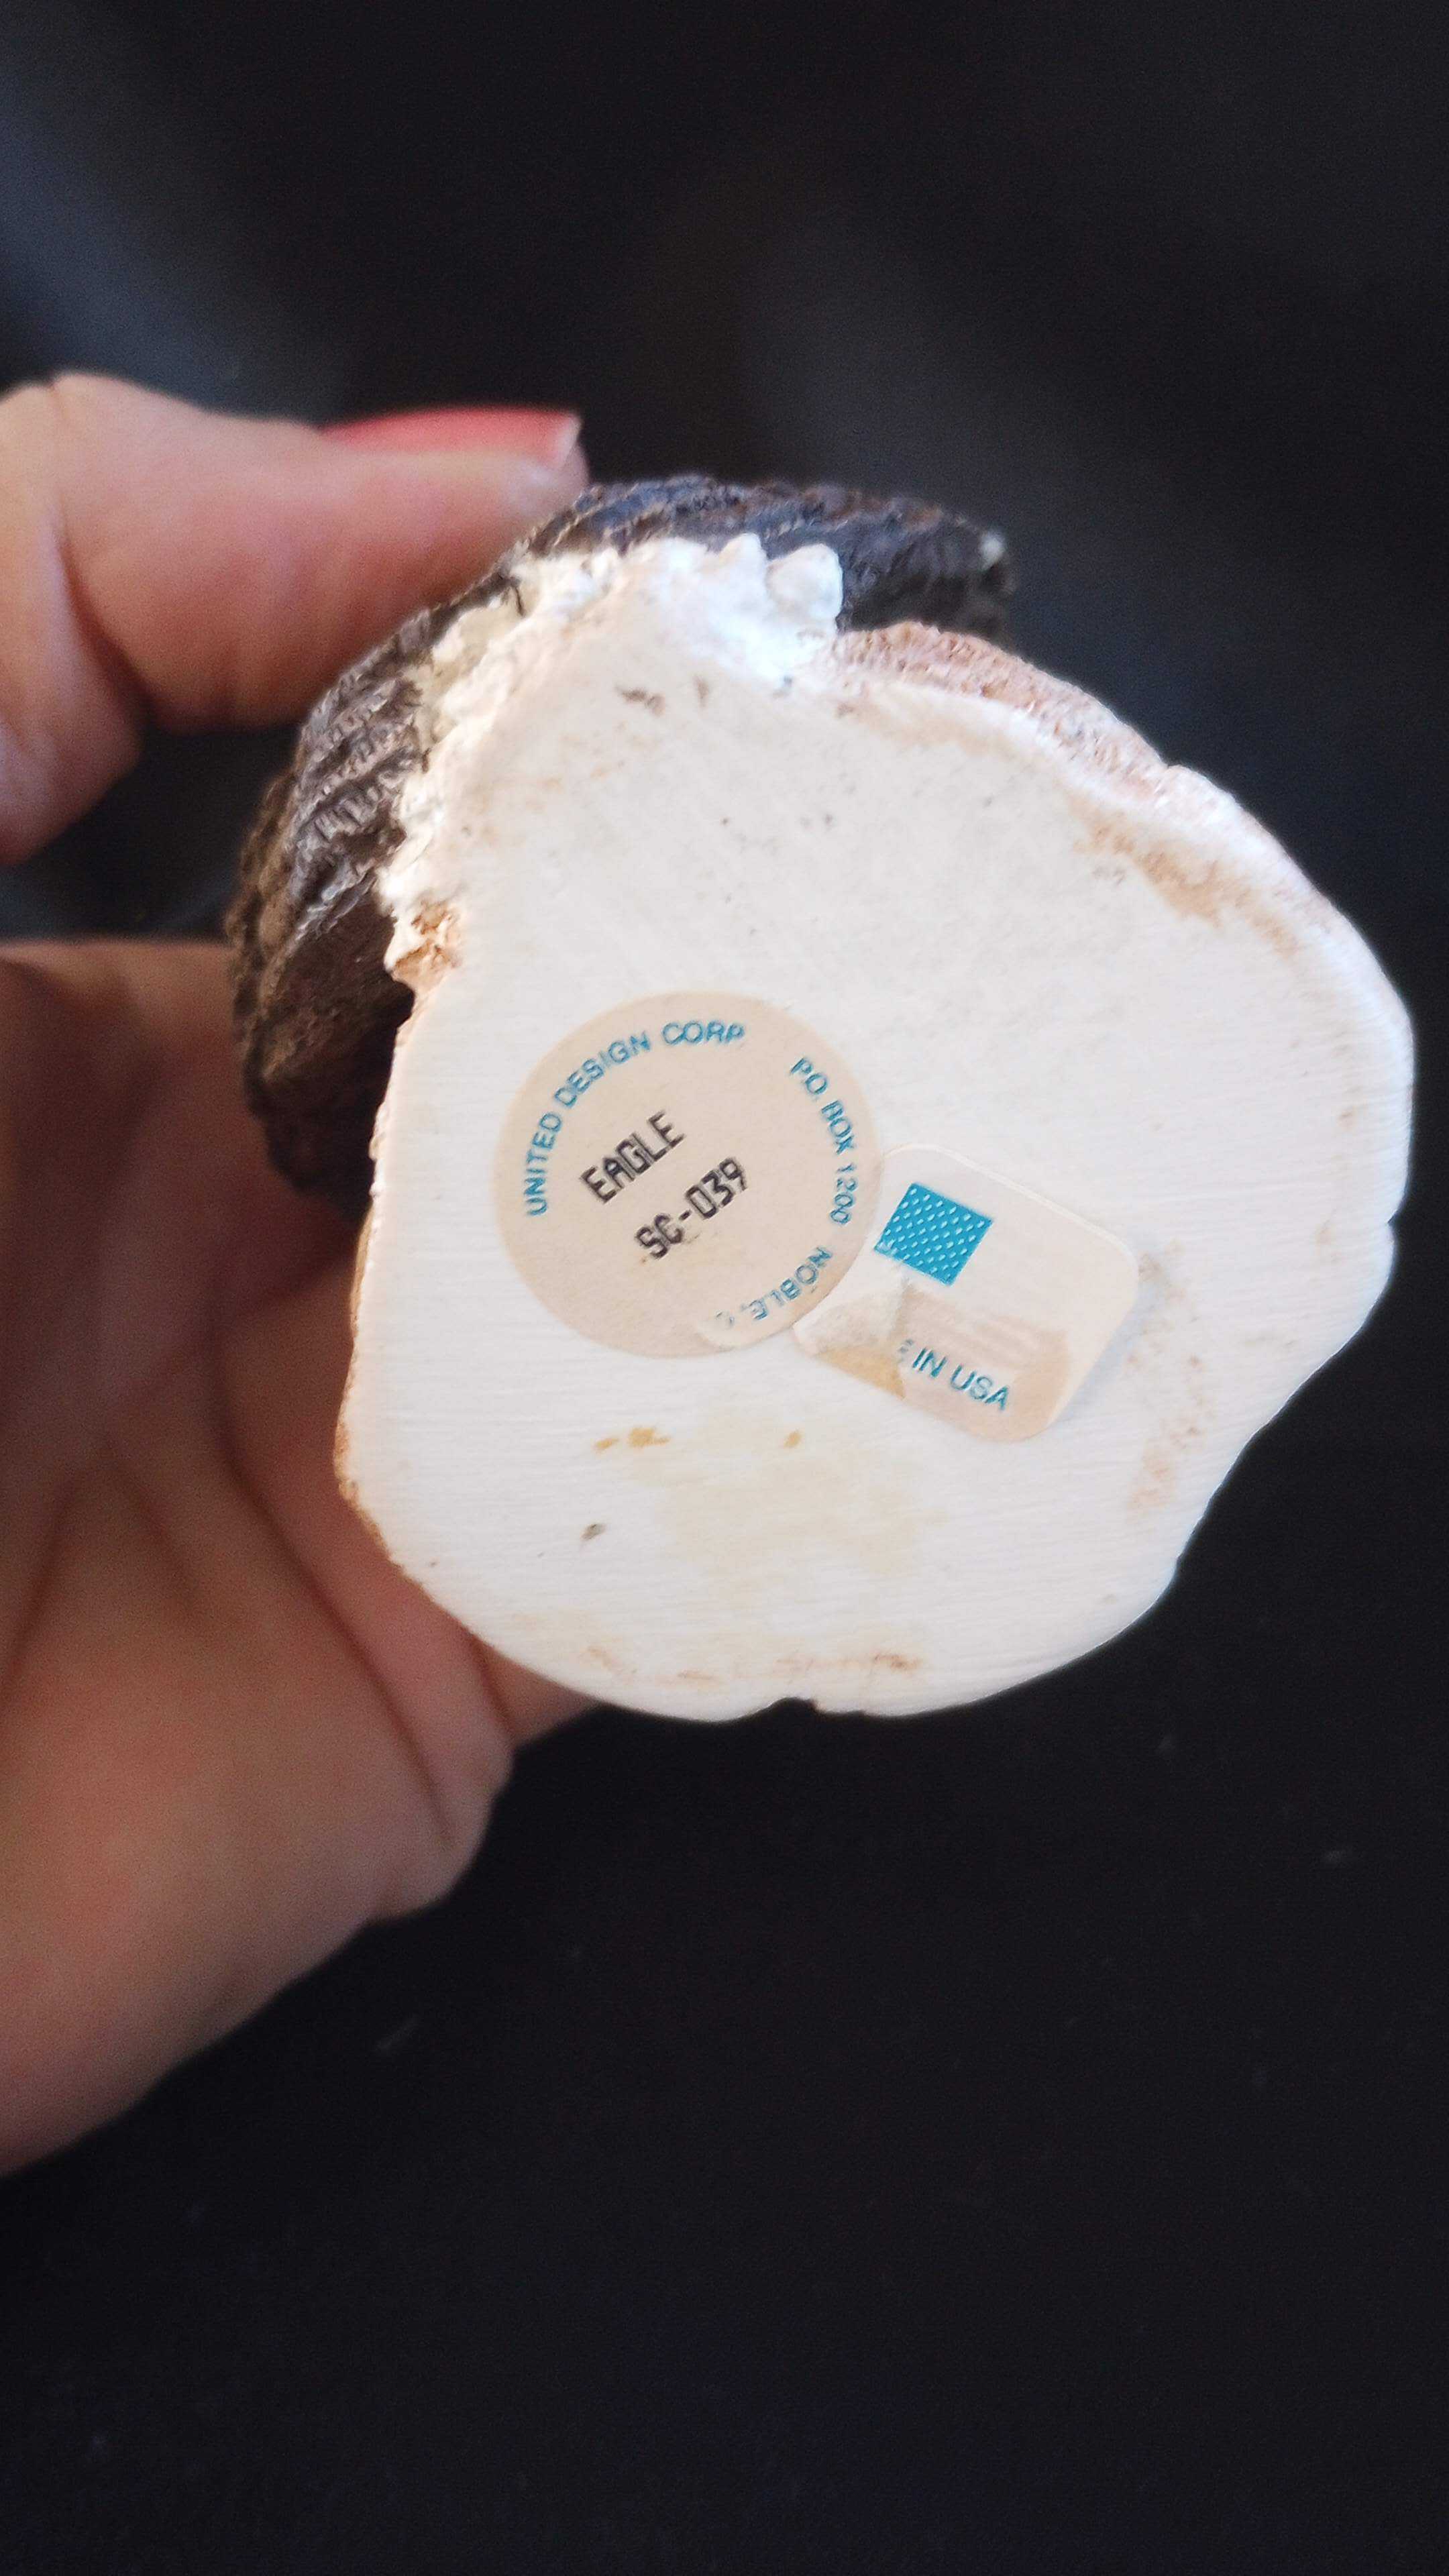 UNITED DESIGN CORP
P.O. BOX 1200
NOBLE,
EAGLE
SC-039
IN USA